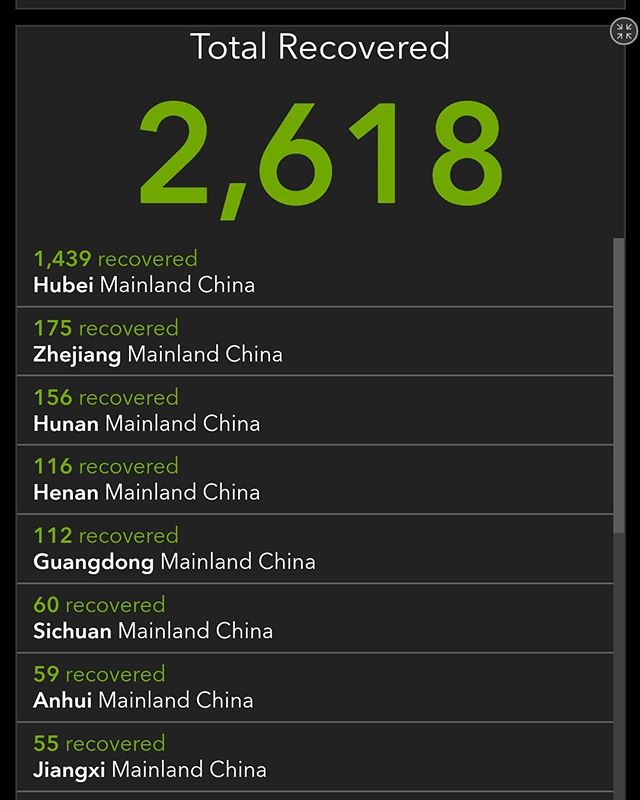 Total Recovered
2,618
1,439 recovered
Hubei Mainland China
175 recovered
Zhejiang Mainland China
156 recovered
Hunan Mainland China
116 recovered
Henan Mainland China
112 recovered
Guangdong Mainland China
60 recovered
Sichuan Mainland China
59 recovered
Anhui Mainland China
55 recovered
Jiangxi Mainland China